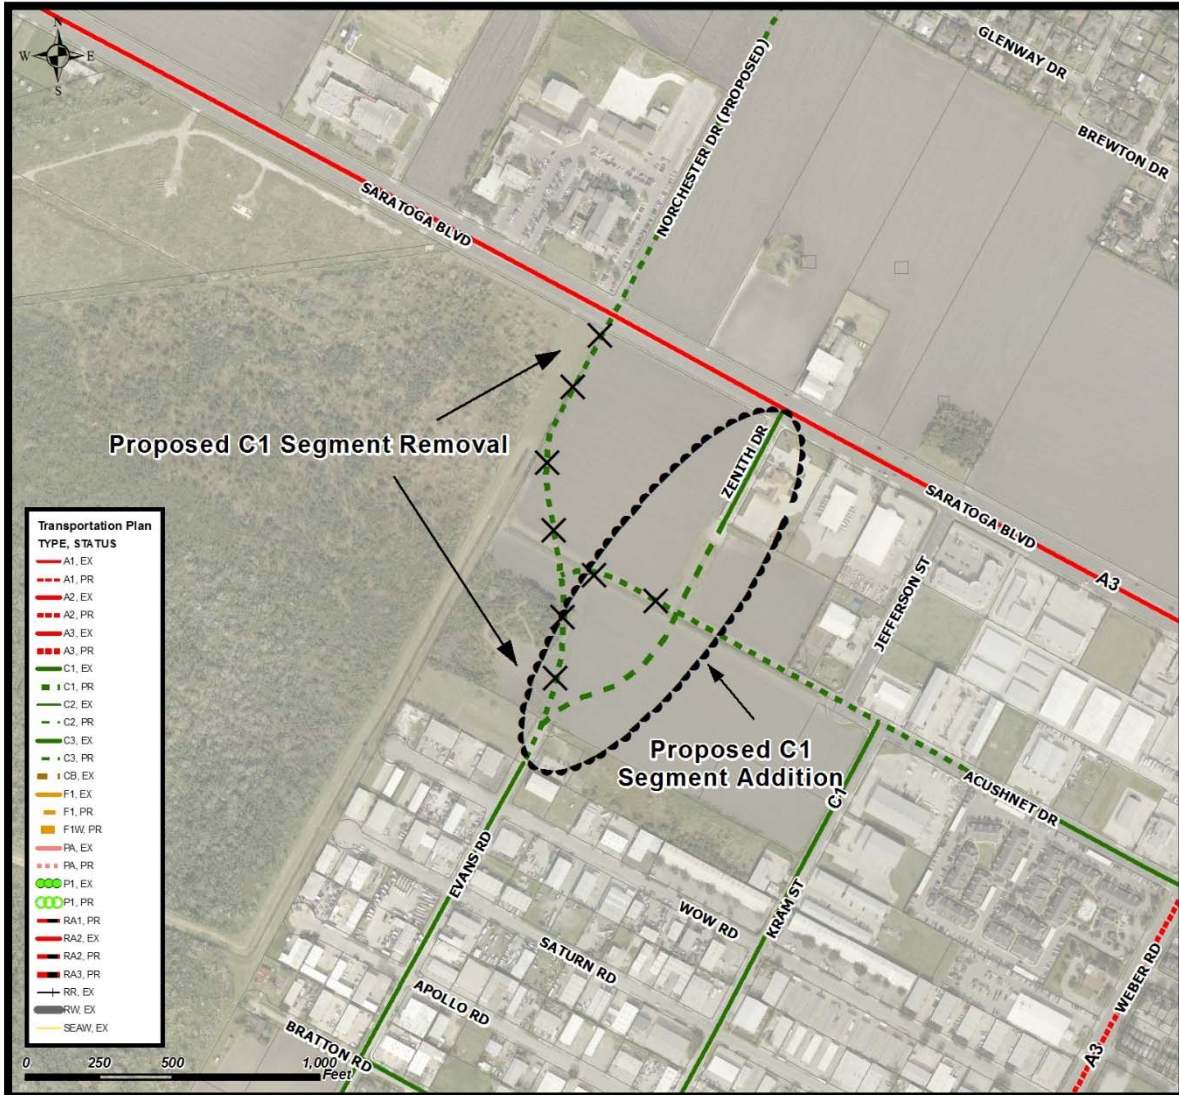 N
W E
S
GLENWAY DR
BREWTON DR
NORCHESTER DR (PROPOSED)
SARATOGA BLVD
Proposed C1 Segment Removal
ZENITH DR
SARATOGA BLVD
A3
JEFFERSON ST
Proposed C1
Segment Addition
ACUSHNET DR
C1
EVANS RD
KRAM ST
WOW RD
SATURN RD
APOLLO RD
BRATTON RD
WEBER RD
A3
Transportation Plan
TYPE, STATUS
A1, EX
A1, PR
A2, EX
A2, PR
A3, EX
A3, PR
C1, EX
C1, PR
C2, EX
C2, PR
C3, EX
C3, PR
CB, EX
F1, EX
F1, PR
F1W, PR
PA, EX
PA, PR
P1, EX
P1, PR
RA1, PR
RA2, EX
RA2, PR
RA3, PR
RR, EX
RW, EX
SEAW, EX
0 250 500 1,000
Feet